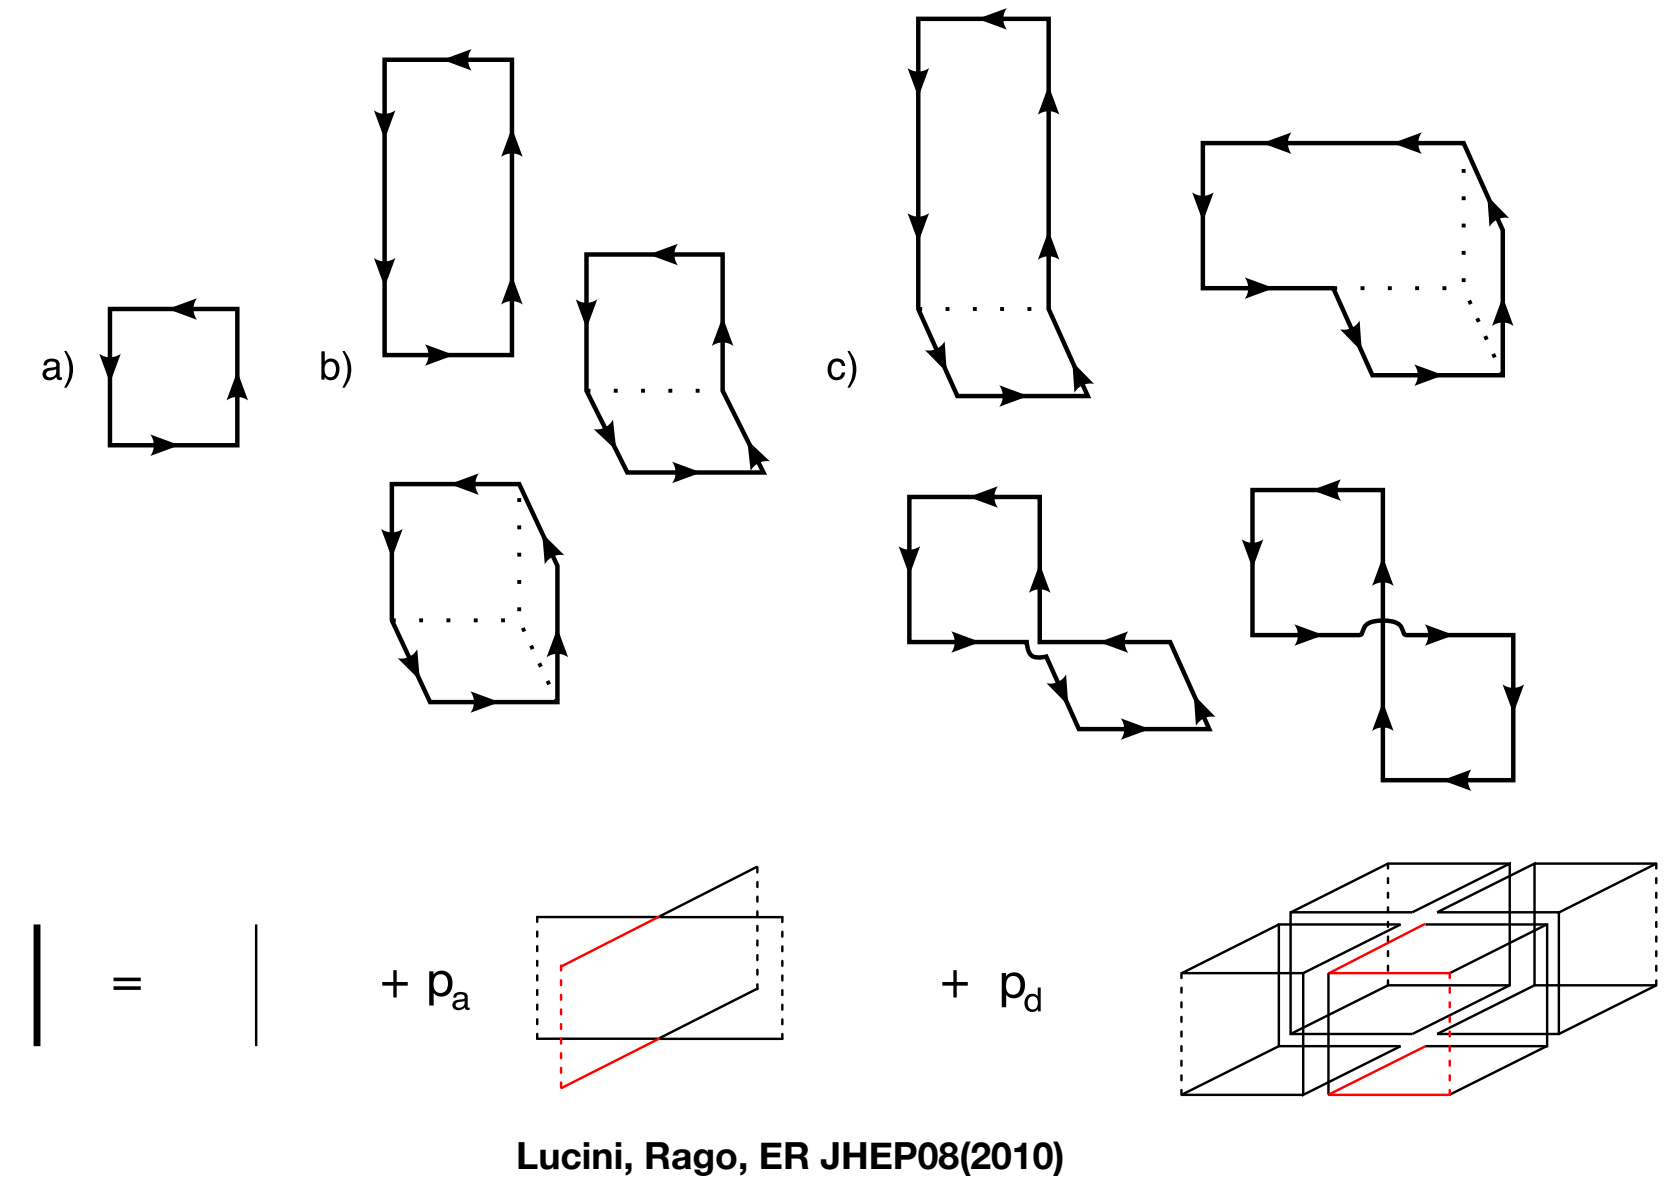 a)
b)
c)
= + pa + pd
Lucini, Rago, ER JHEP08(2010)